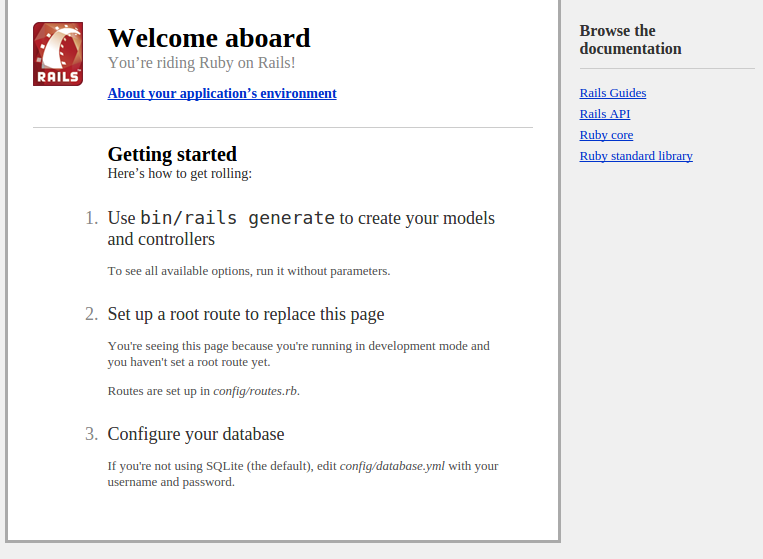 RAILS
Welcome aboard
You’re riding Ruby on Rails!
About your application’s environment
Getting started
Here’s how to get rolling:
1. Use bin/rails generate to create your models
and controllers
To see all available options, run it without parameters.
2. Set up a root route to replace this page
You're seeing this page because you're running in development mode and
you haven't set a root route yet.
Routes are set up in config/routes.rb.
3. Configure your database
If you're not using SQLite (the default), edit config/database.yml with your
username and password.
Browse the
documentation
Rails Guides
Rails API
Ruby core
Ruby standard library